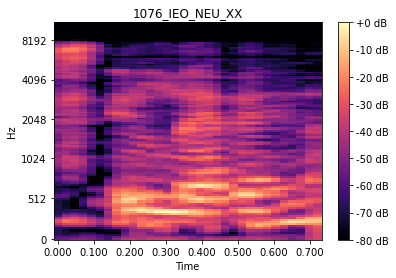 1076_IEO_NEU_XX
8192
4096
2048
1024
512
0
Hz
0.000 0.100 0.200 0.300 0.400 0.500 0.600 0.700
Time
+0 dB
-10 dB
-20 dB
-30 dB
-40 dB
-50 dB
-60 dB
-70 dB
-80 dB